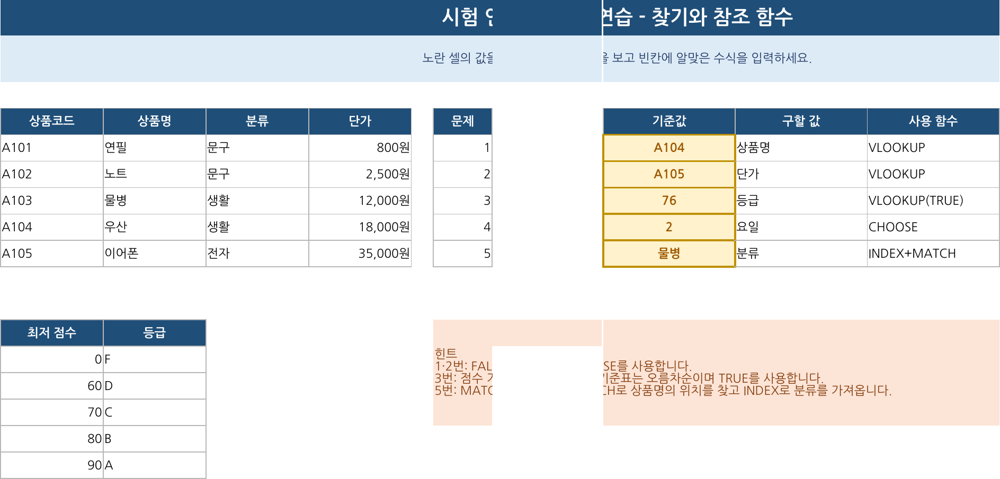 시험 연습 - 찾기와 참조 함수
노란 셀의 값을 보고 빈칸에 알맞은 수식을 입력하세요.
상품코드 상품명 분류 단가 문제 기준값 구할 값 사용 함수
A101 연필 문구 800원 1 A104 상품명 VLOOKUP
A102 노트 문구 2,500원 2 A105 단가 VLOOKUP
A103 물병 생활 12,000원 3 76 등급 VLOOKUP(TRUE)
A104 우산 생활 18,000원 4 2 요일 CHOOSE
A105 이어폰 전자 35,000원 5 물병 분류 INDEX+MATCH
최저 점수 등급
0 F
60 D
70 C
80 B
90 A
힌트
1·2번: FALSE를 사용합니다.
3번: 점수 기준표는 오름차순이며 TRUE를 사용합니다.
5번: MATCH로 상품명의 위치를 찾고 INDEX로 분류를 가져옵니다.